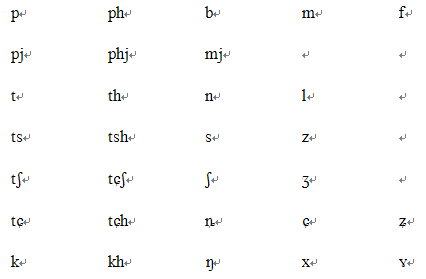 p ph b m f
pj phj mj
t th n l
ts tsh s z
tʃ tɕʃ ʃ ʒ
tɕ tɕh ȵ ɕ ʐ
k kh ŋ x ʏ